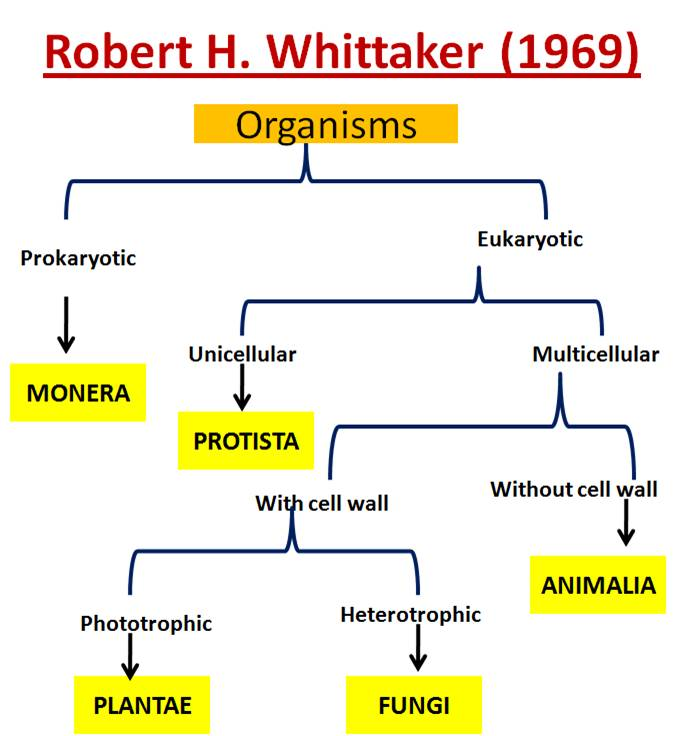 Robert H. Whittaker (1969)
Organisms
Prokaryotic
Eukaryotic
MONERA
Unicellular
Multicellular
PROTISTA
With cell wall
Without cell wall
ANIMALIA
Phototrophic
Heterotrophic
PLANTAE
FUNGI